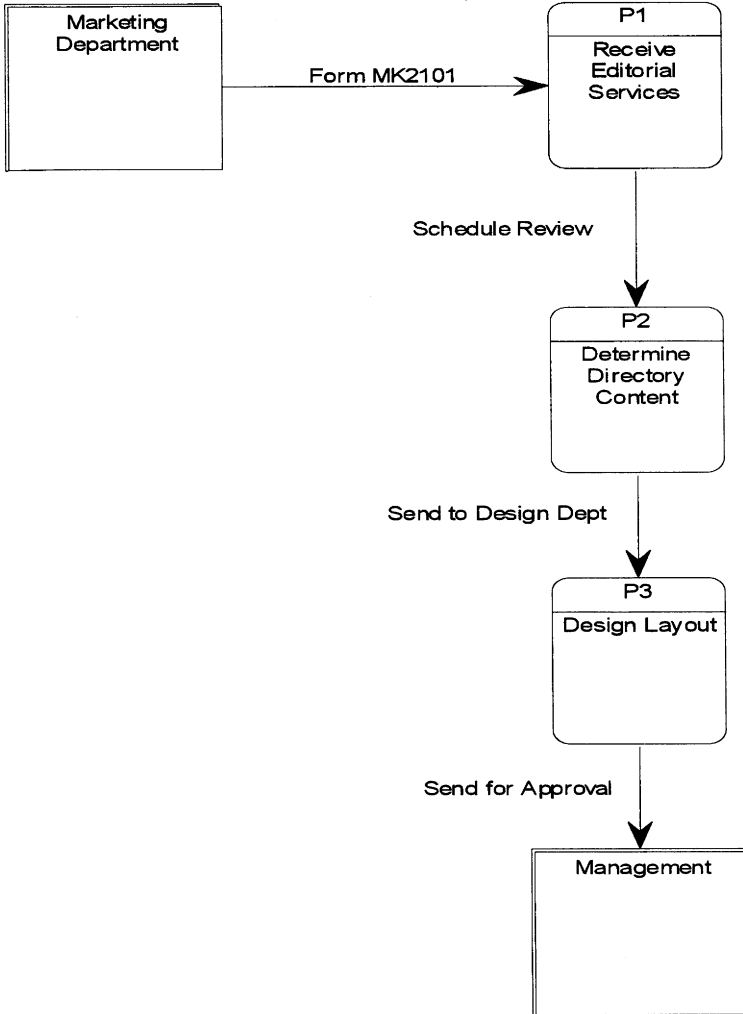 Marketing
Department
Form MK2101
P1
Receive
Editorial
Services
Schedule Review
P2
Determine
Directory
Content
Send to Design Dept
P3
Design Layout
Send for Approval
Management